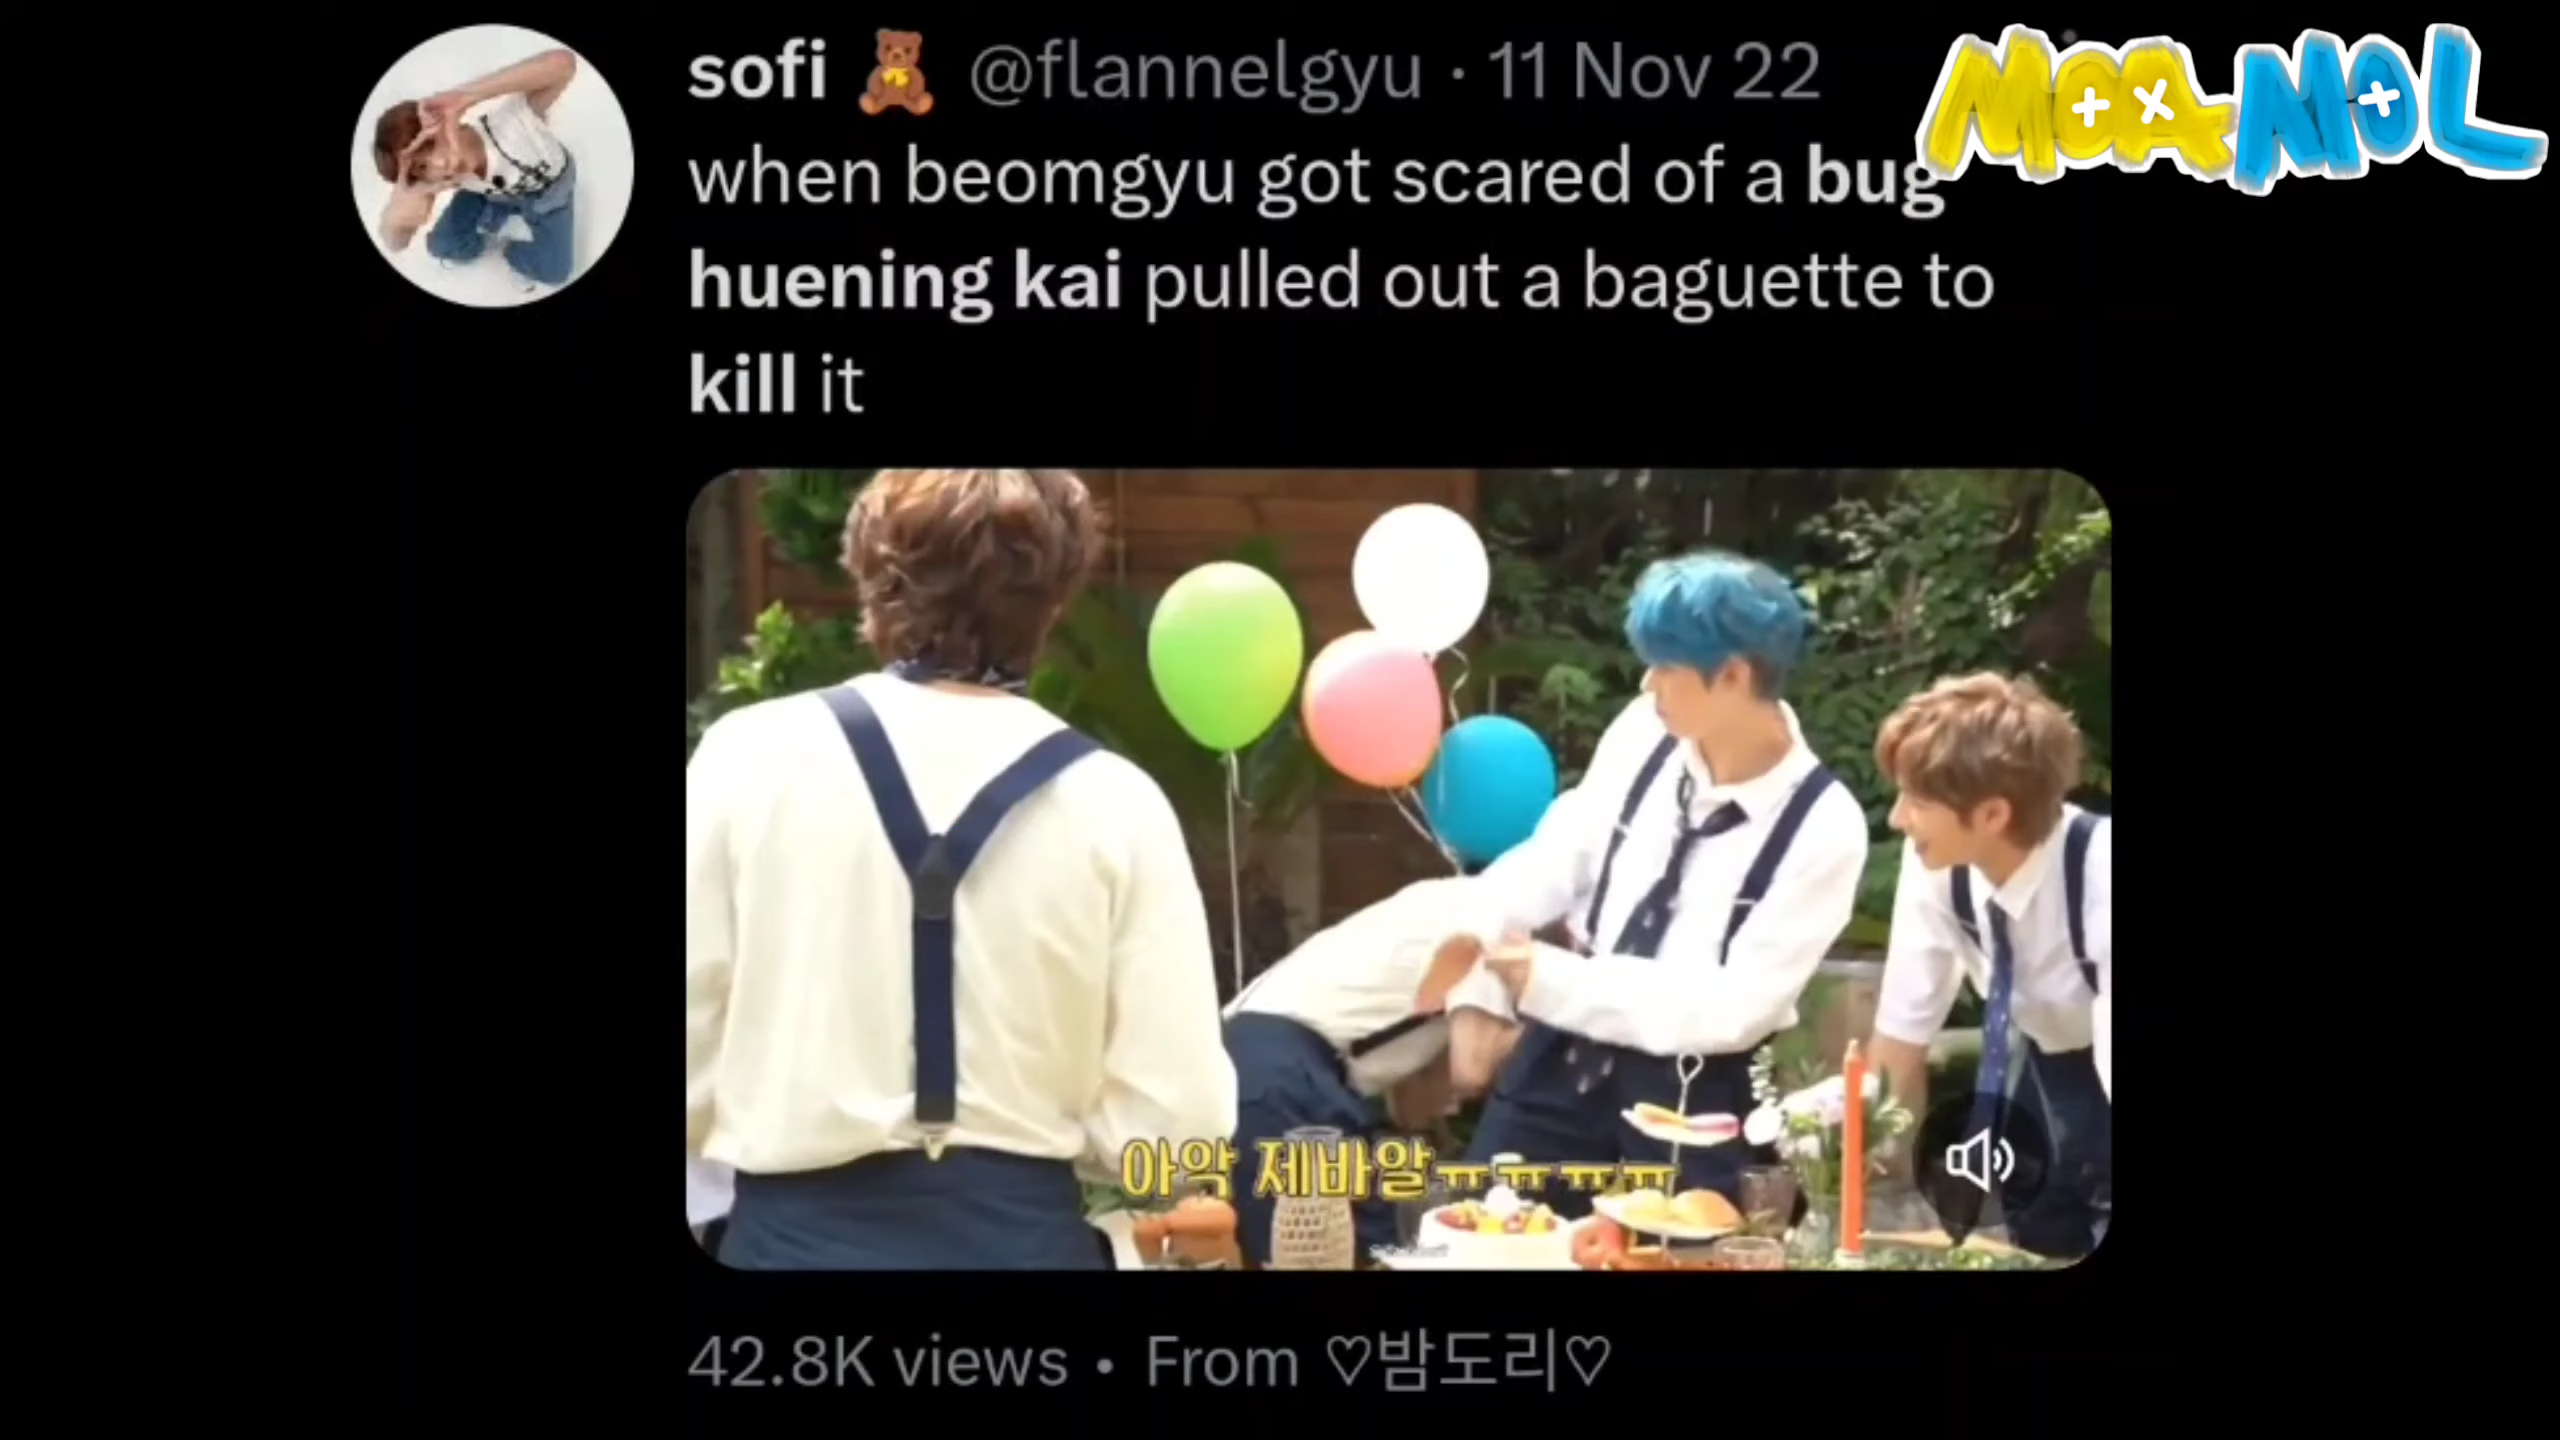 sofi 🧸 @flannelgyu · 11 Nov 22
MOA MOL
when beomgyu got scared of a bug
huening kai pulled out a baguette to
kill it
아악 제바알ㅠㅠㅠㅠ
42.8K views • From ♡밤도리♡